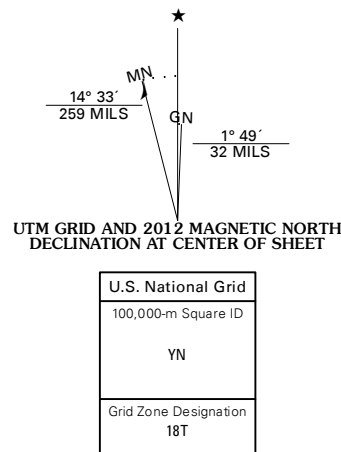 ★
MN
GN
14° 33´
259 MILS
1° 49´
32 MILS
UTM GRID AND 2012 MAGNETIC NORTH
DECLINATION AT CENTER OF SHEET
U.S. National Grid
100,000-m Square ID
YN
Grid Zone Designation
18T